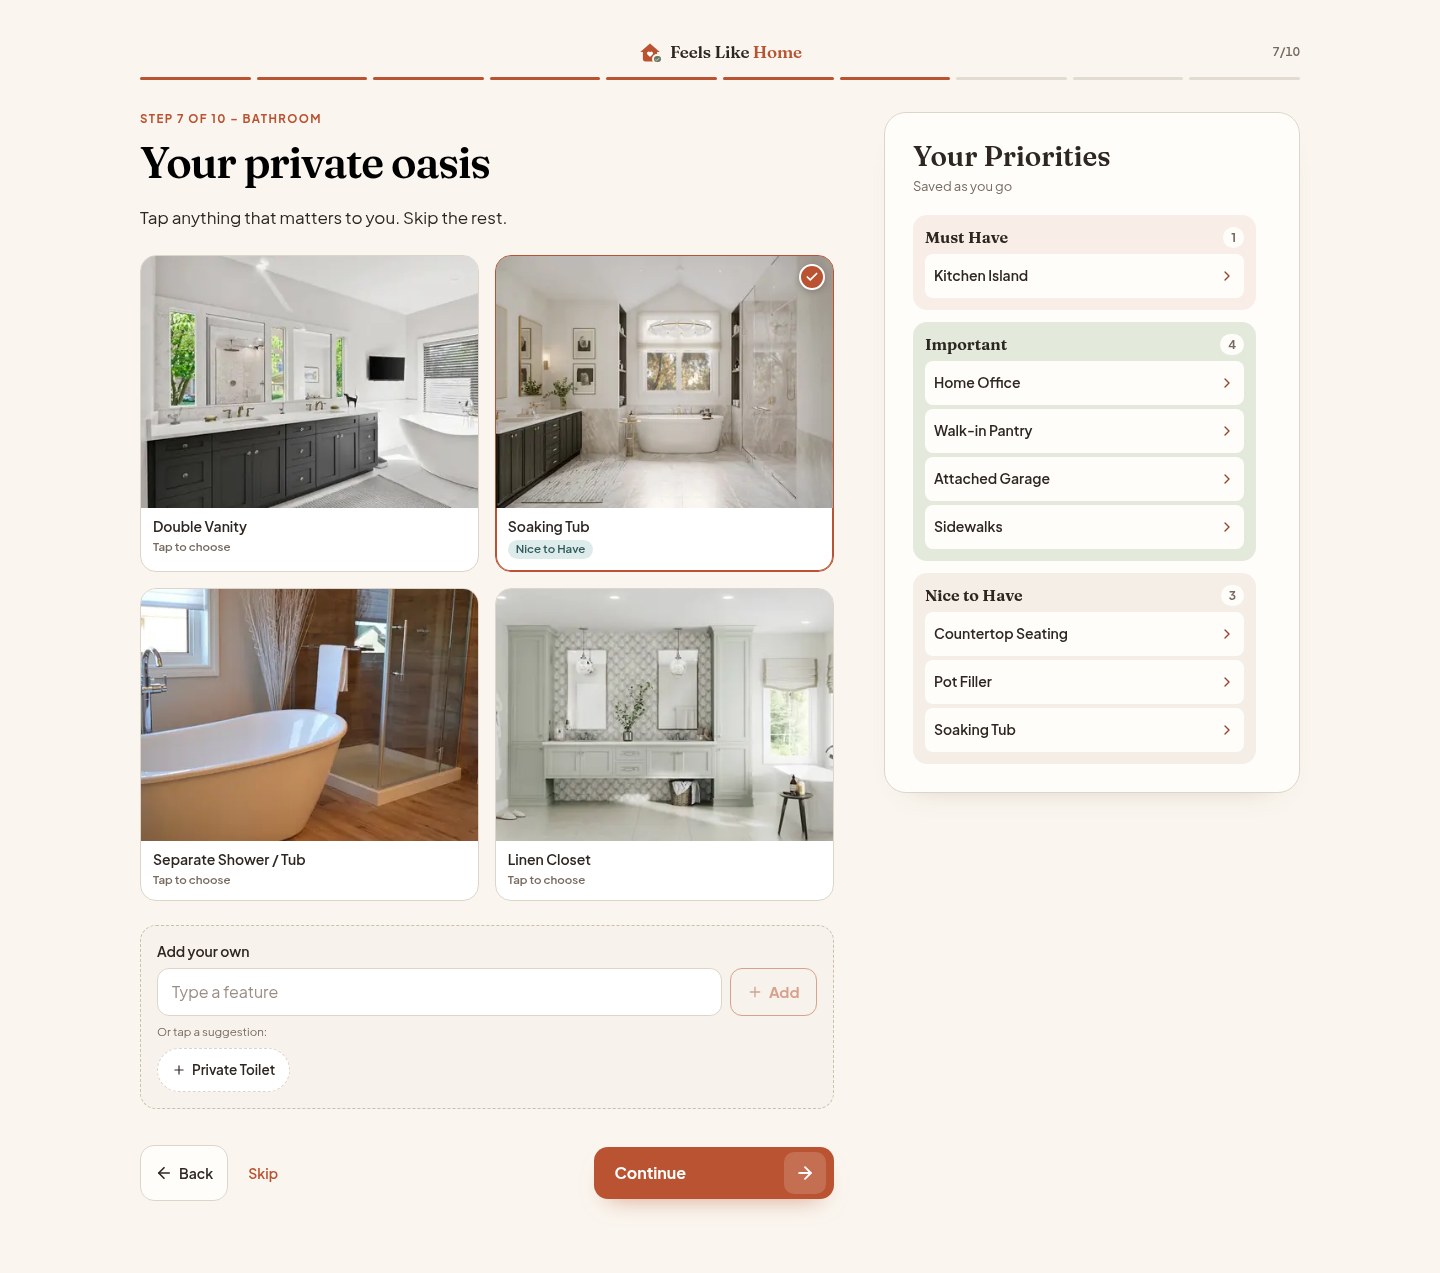 Feels Like Home
7/10
STEP 7 OF 10 – BATHROOM
Your private oasis
Tap anything that matters to you. Skip the rest.
Double Vanity
Tap to choose
Soaking Tub
Nice to Have
Separate Shower / Tub
Tap to choose
Linen Closet
Tap to choose
Add your own
Type a feature
+ Add
Or tap a suggestion:
+ Private Toilet
← Back
Skip
Continue →
Your Priorities
Saved as you go
Must Have 1
Kitchen Island
Important 4
Home Office
Walk-in Pantry
Attached Garage
Sidewalks
Nice to Have 3
Countertop Seating
Pot Filler
Soaking Tub